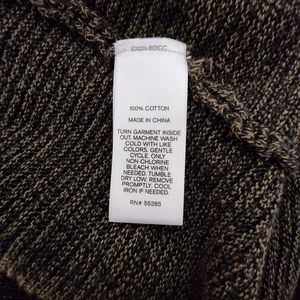 100% COTTON
MADE IN CHINA
TURN GARMENT INSIDE
OUT. MACHINE WASH
COLD WITH LIKE
COLORS. GENTLE
CYCLE. ONLY
NON-CHLORINE
BLEACH WHEN
NEEDED. TUMBLE
DRY LOW, REMOVE
PROMPTLY. COOL
IRON IF NEEDED.
RN# 55285